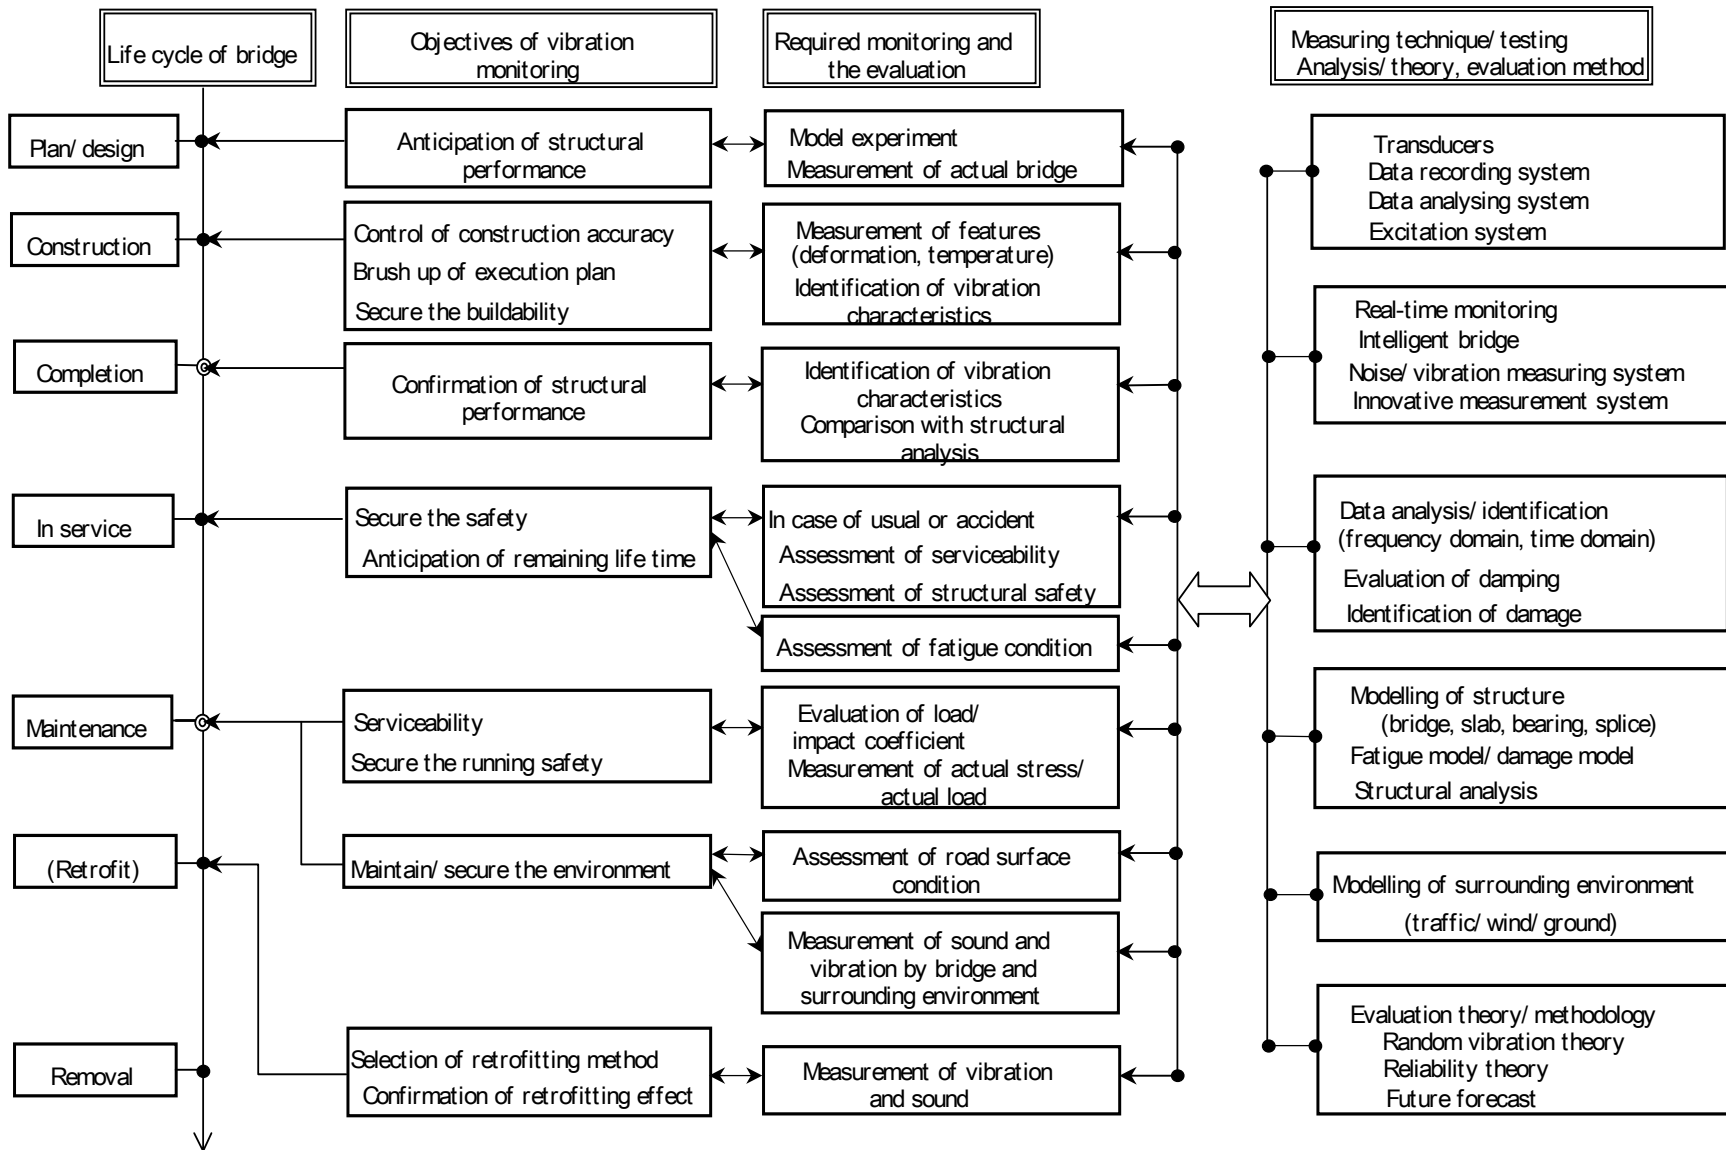 Life cycle of bridge
Objectives of vibration
monitoring
Required monitoring and
the evaluation
Measuring technique/ testing
Analysis/ theory, evaluation method
Plan/ design
Anticipation of structural
performance
Model experiment
Measurement of actual bridge
Transducers
Data recording system
Data analysing system
Excitation system
Construction
Control of construction accuracy
Brush up of execution plan
Secure the buildability
Measurement of features
(deformation, temperature)
Identification of vibration
characteristics
Real-time monitoring
Intelligent bridge
Noise/ vibration measuring system
Innovative measurement system
Completion
Confirmation of structural
performance
Identification of vibration
characteristics
Comparison with structural
analysis
In service
Secure the safety
Anticipation of remaining life time
In case of usual or accident
Assessment of serviceability
Assessment of structural safety
Data analysis/ identification
(frequency domain, time domain)
Evaluation of damping
Identification of damage
Assessment of fatigue condition
Maintenance
Serviceability
Secure the running safety
Evaluation of load/
impact coefficient
Measurement of actual stress/
actual load
Modelling of structure
(bridge, slab, bearing, splice)
Fatigue model/ damage model
Structural analysis
(Retrofit)
Maintain/ secure the environment
Assessment of road surface
condition
Modelling of surrounding environment
(traffic/ wind/ ground)
Measurement of sound and
vibration by bridge and
surrounding environment
Evaluation theory/ methodology
Random vibration theory
Reliability theory
Future forecast
Removal
Selection of retrofitting method
Confirmation of retrofitting effect
Measurement of vibration
and sound